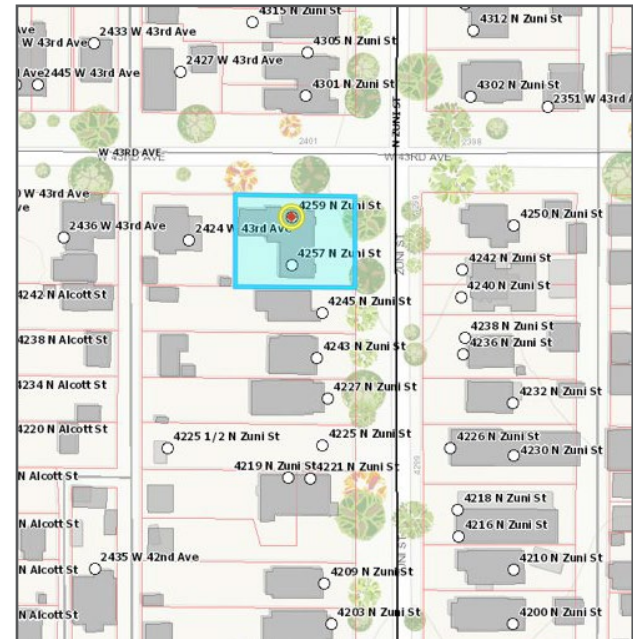 4315 N Zuni St
4312 N Zuni St
Ave
2433 W 43rd Ave
W 43rd Ave
4305 N Zuni St
2427 W 43rd Ave
Ave
2445 W 43rd Ave
4301 N Zuni St
4302 N Zuni St
2351 W 43rd
N ZUNI ST
2401
2398
W 43RD AVE
W 43RD AVE
W 43RD AVE
W 43rd Ave
4259 N Zuni St
2436 W 43rd Ave
2424 W 43rd Ave
4250 N Zuni St
ZUNI ST
4257 N Zuni St
4242 N Zuni St
4242 N Alcott St
4240 N Zuni St
4245 N Zuni St
4238 N Alcott St
4238 N Zuni St
4243 N Zuni St
4236 N Zuni St
4234 N Alcott St
4227 N Zuni St
4232 N Zuni St
4220 N Alcott St
4225 1/2 N Zuni St
4225 N Zuni St
4226 N Zuni St
4230 N Zuni St
4219 N Zuni St
4221 N Zuni St
N Alcott St
4218 N Zuni St
N Alcott St
4216 N Zuni St
2435 W 42nd Ave
4210 N Zuni St
N Alcott St
4209 N Zuni St
N Alcott St
4203 N Zuni St
4200 N Zuni St